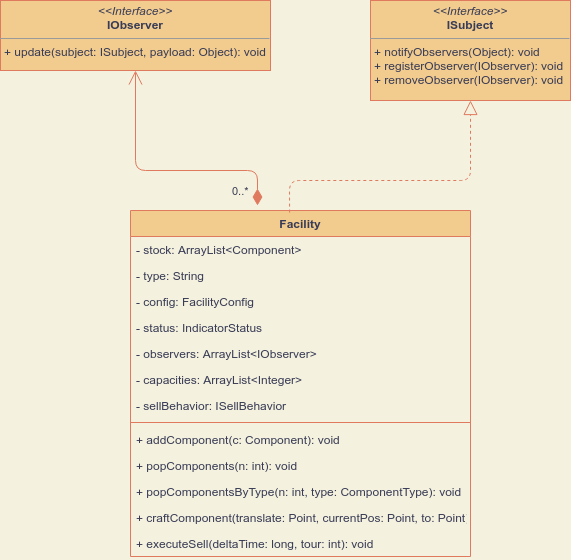 <<Interface>>
IObserver
+ update(subject: ISubject, payload: Object): void
<<Interface>>
ISubject
+ notifyObservers(Object): void
+ registerObserver(IObserver): void
+ removeObserver(IObserver): void
0..*
Facility
- stock: ArrayList<Component>
- type: String
- config: FacilityConfig
- status: IndicatorStatus
- observers: ArrayList<IObserver>
- capacities: ArrayList<Integer>
- sellBehavior: ISellBehavior
+ addComponent(c: Component): void
+ popComponents(n: int): void
+ popComponentsByType(n: int, type: ComponentType): void
+ craftComponent(translate: Point, currentPos: Point, to: Point
+ executeSell(deltaTime: long, tour: int): void